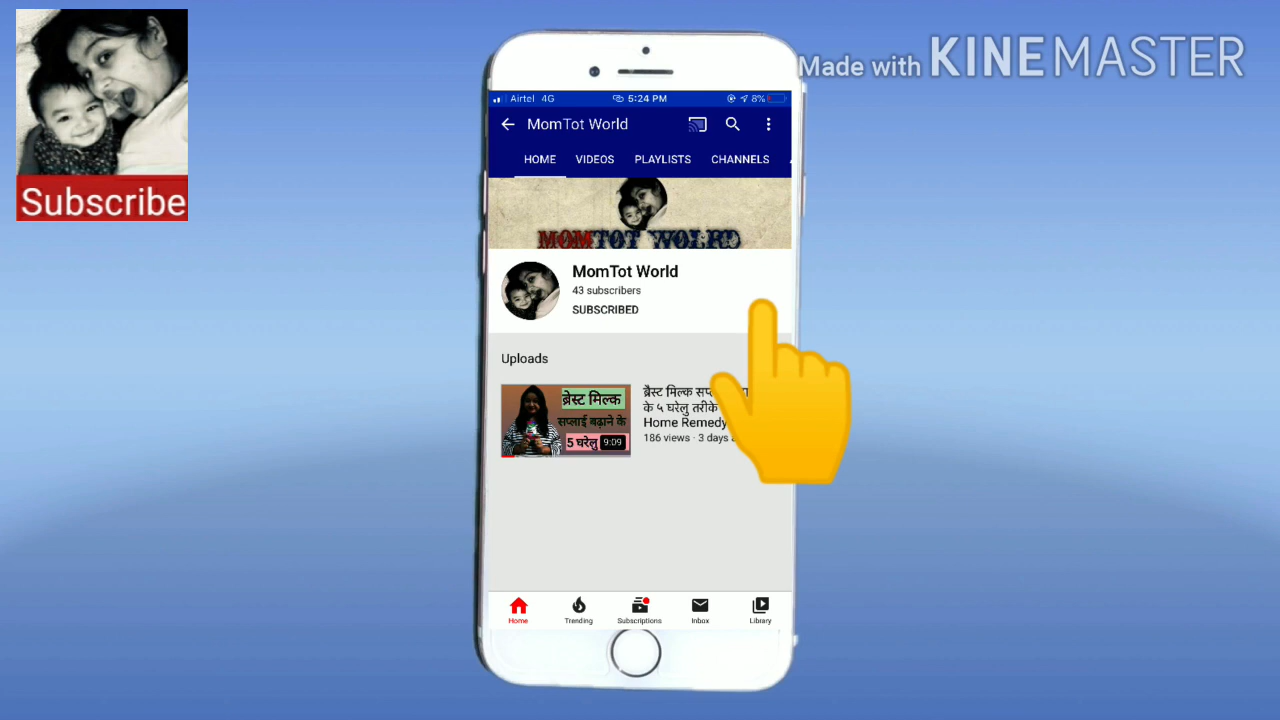 Subscribe
Made with KINEMASTER
Airtel 4G 5:24 PM 8%
MomTot World
HOME VIDEOS PLAYLISTS CHANNELS
MOMTOT WOLRD
MomTot World
43 subscribers
SUBSCRIBED
Uploads
ब्रेस्ट मिल्क
सप्लाई बढ़ाने के
5 घरेलु 9:09
ब्रैस्ट मिल्क
के ५ घरेलु तरीके
Home Remedy
186 views · 3 days
Home Trending Subscriptions Inbox Library